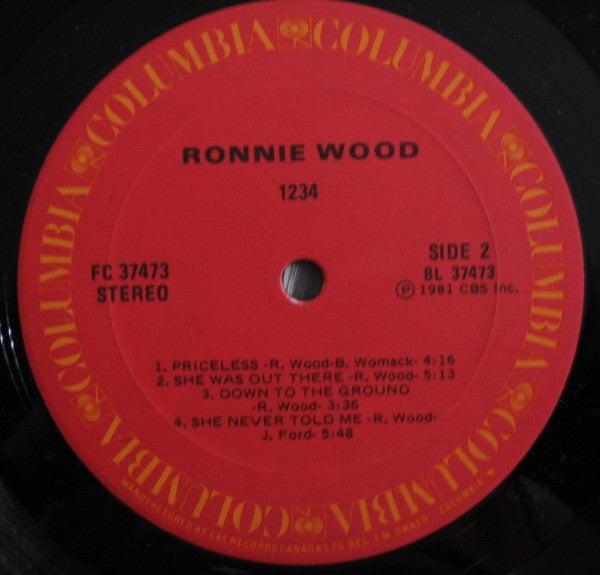 COLUMBIA COLUMBIA COLUMBIA COLUMBIA COLUMBIA COLUMBIA
RONNIE WOOD
1234
FC 37473
STEREO
SIDE 2
BL 37473
Ⓟ 1981 CBS Inc.
1. PRICELESS -R. Wood-B. Womack- 4:16
2. SHE WAS OUT THERE -R. Wood- 5:13
3. DOWN TO THE GROUND
-R. Wood- 3:36
4. SHE NEVER TOLD ME -R. Wood-
J. Ford- 5:48
MANUFACTURED BY CBS RECORDS CANADA LTD REG. T.M. OWNER - COLUMBIA